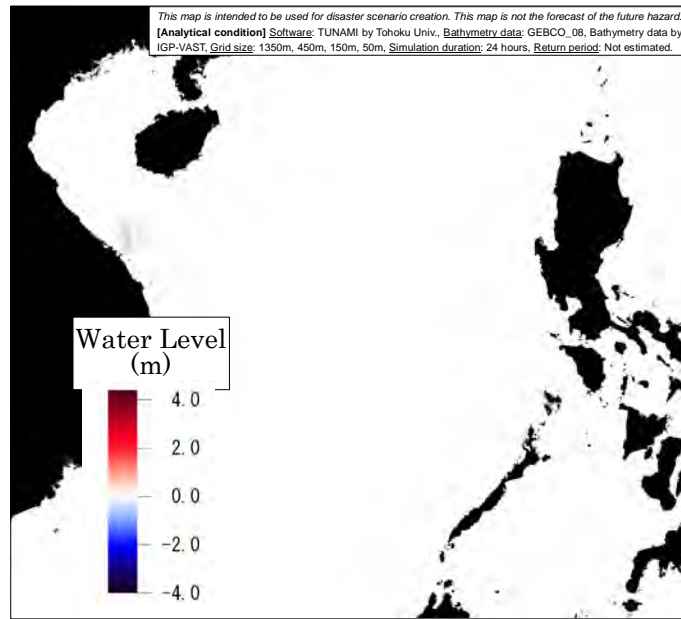 This map is intended to be used for disaster scenario creation. This map is not the forecast of the future hazard.
[Analytical condition] Software: TUNAMI by Tohoku Univ., Bathymetry data: GEBCO_08, Bathymetry data by
IGP-VAST, Grid size: 1350m, 450m, 150m, 50m, Simulation duration: 24 hours, Return period: Not estimated.
Water Level
(m)
4.0
2.0
0.0
-2.0
-4.0